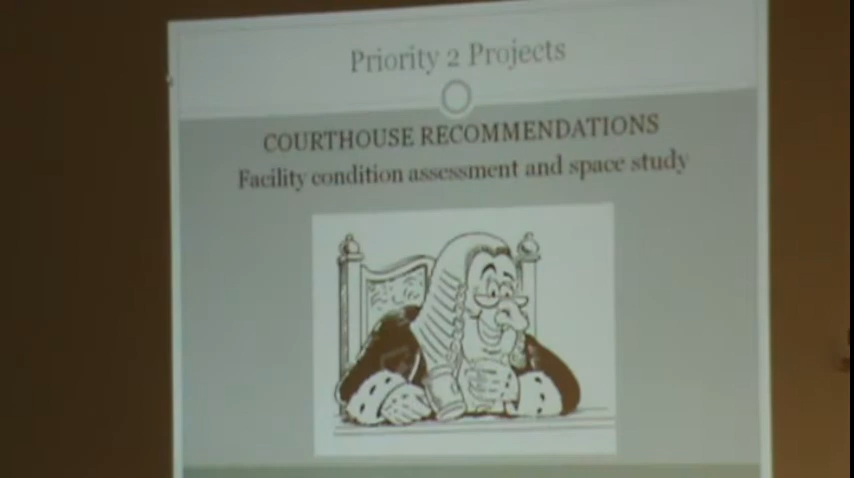 Priority 2 Projects
COURTHOUSE RECOMMENDATIONS
Facility condition assessment and space study